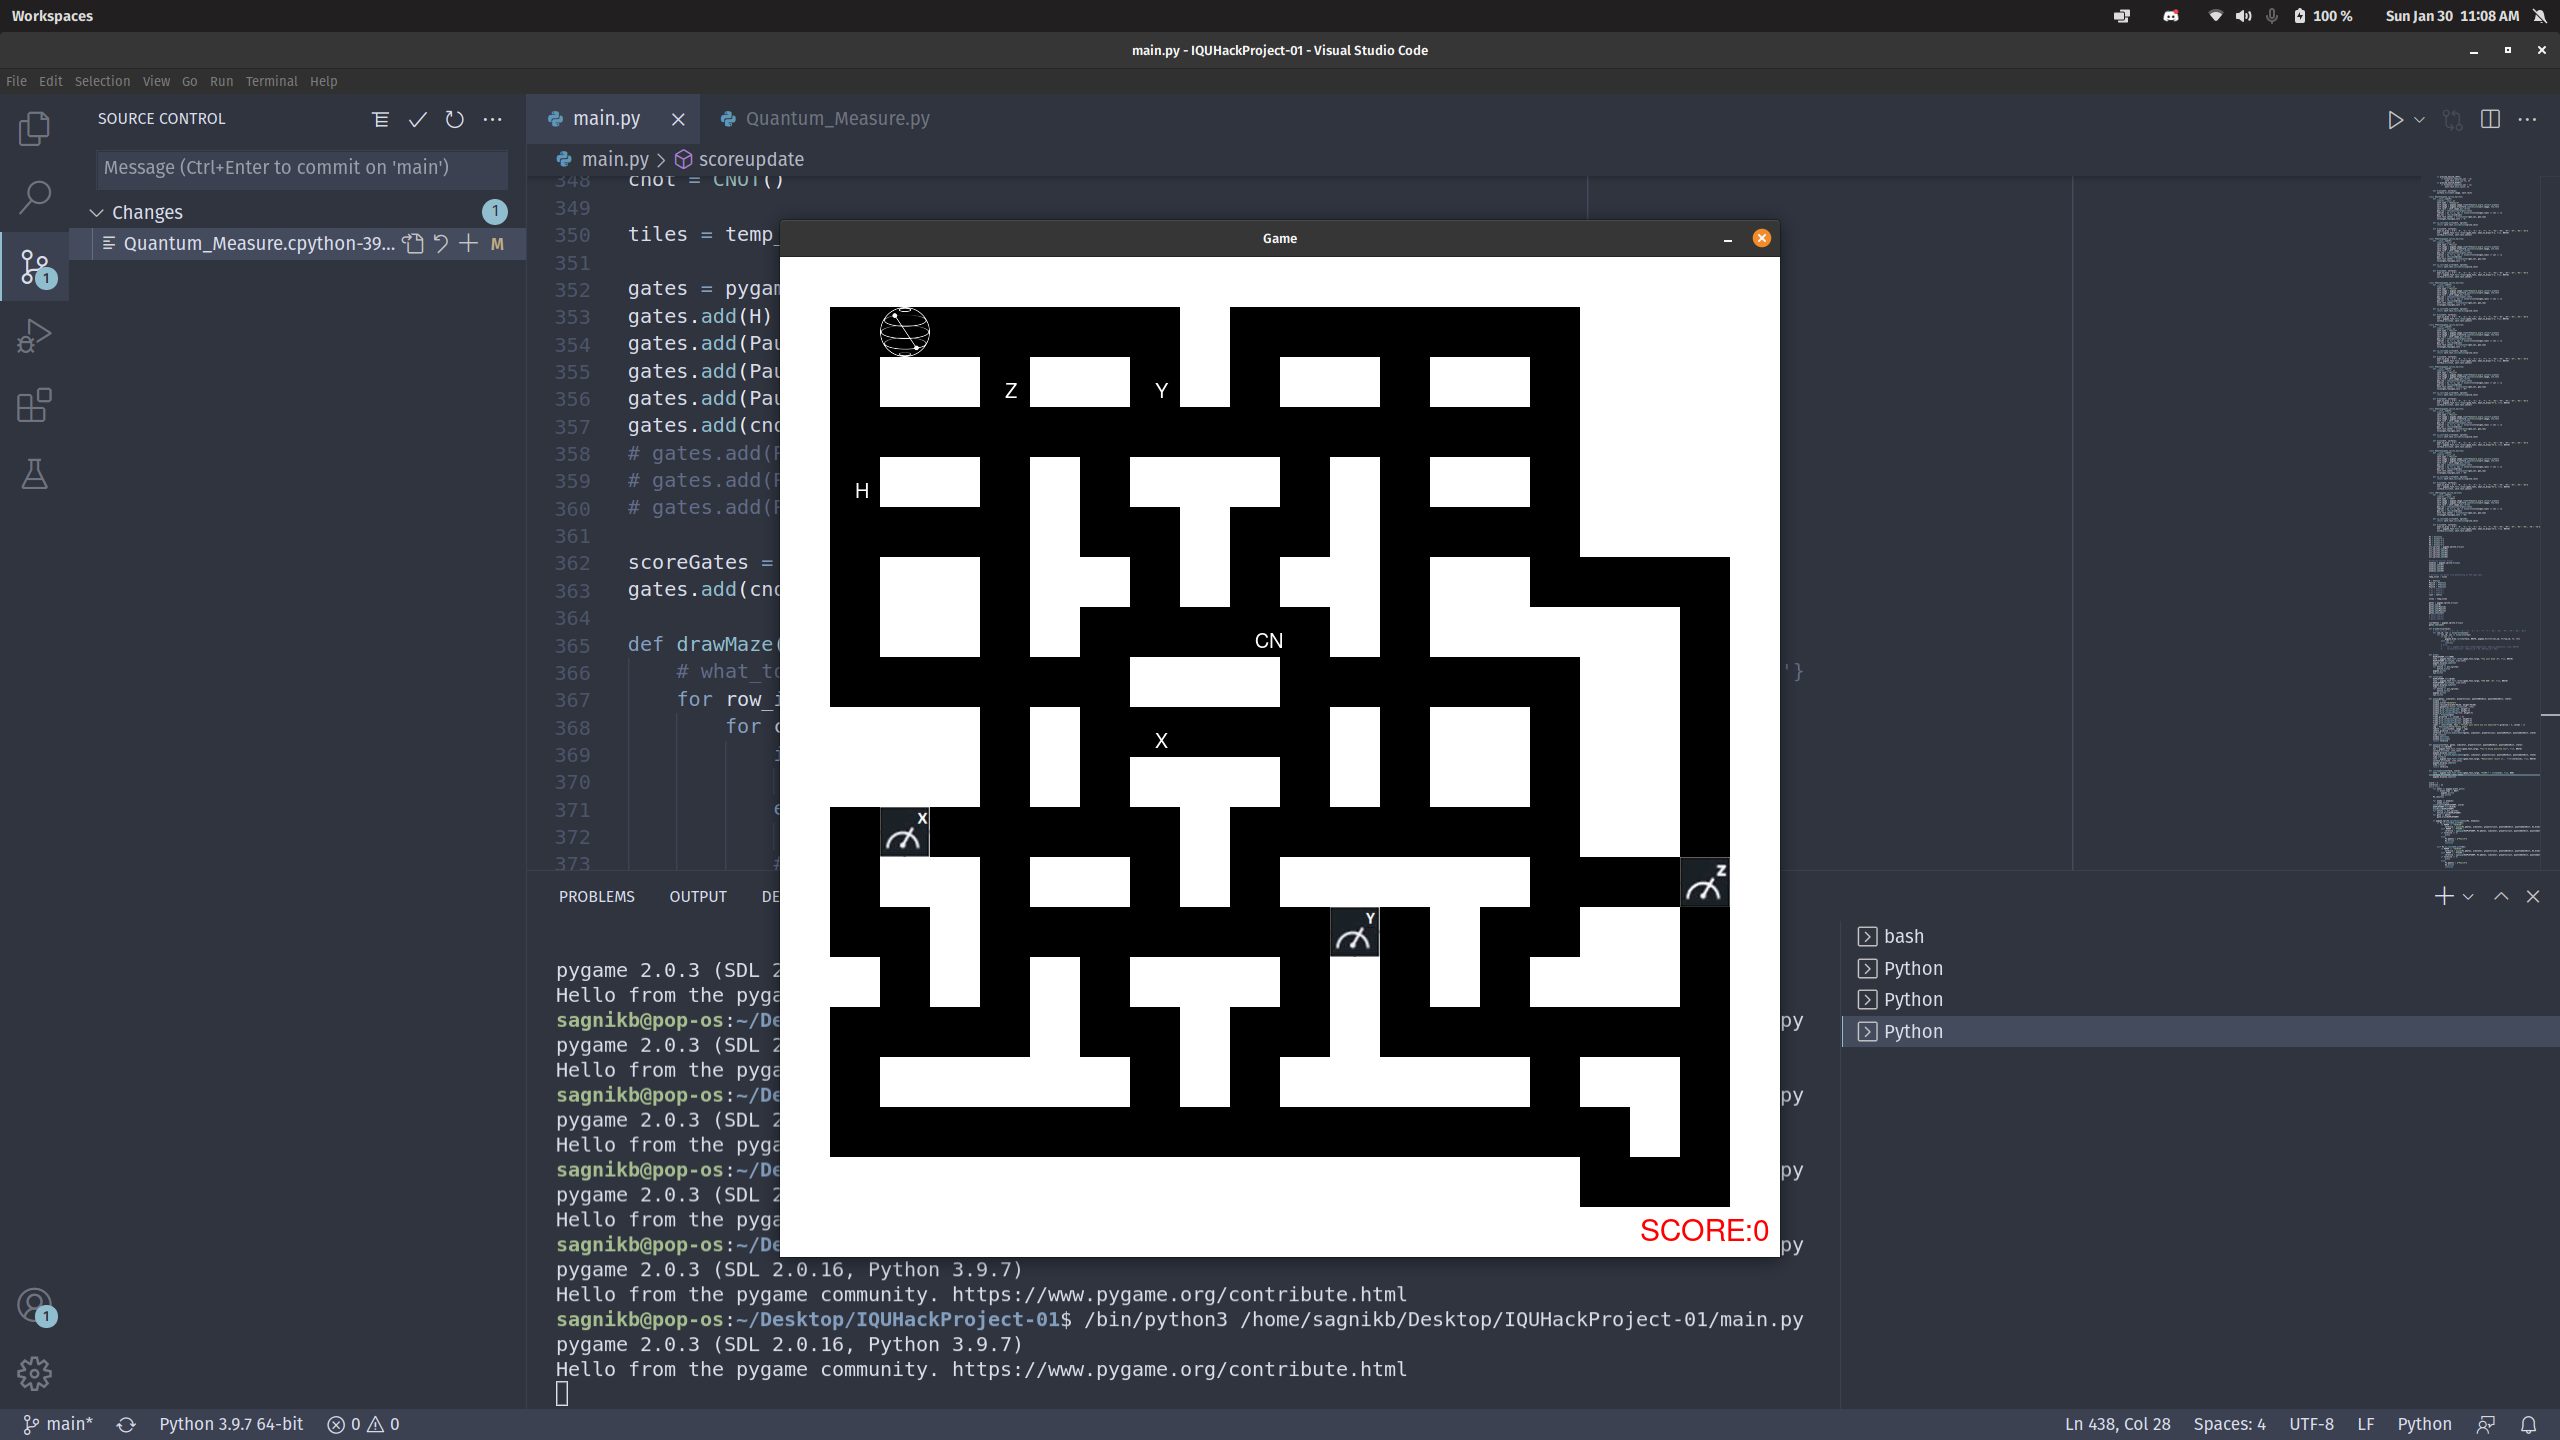 Workspaces
100 %
Sun Jan 30 11:08 AM
main.py - IQUHackProject-01 - Visual Studio Code
File Edit Selection View Go Run Terminal Help
SOURCE CONTROL
Message (Ctrl+Enter to commit on 'main')
Changes
1
Quantum_Measure.cpython-39...
M
1
main.py
Quantum_Measure.py
main.py > scoreupdate
348 cnot = CNOT()
349
350 tiles = temp_
351
352 gates = pygam
353 gates.add(H)
354 gates.add(Pau
355 gates.add(Pau
356 gates.add(Pau
357 gates.add(cno
358 # gates.add(
359 # gates.add(
360 # gates.add(
361
362 scoreGates =
363 gates.add(cno
364
365 def drawMaze(
366 # what_to
'}
367 for row_i
368 for c
369 i
370
371 e
372
373 #
Game
Z
Y
H
CN
X
X
Z
Y
SCORE:0
PROBLEMS OUTPUT DE
pygame 2.0.3 (SDL 2
Hello from the pyga
sagnikb@pop-os:~/De
py
pygame 2.0.3 (SDL 2
Hello from the pyga
sagnikb@pop-os:~/De
py
pygame 2.0.3 (SDL 2
Hello from the pyga
sagnikb@pop-os:~/De
py
pygame 2.0.3 (SDL 2
Hello from the pyga
sagnikb@pop-os:~/De
py
pygame 2.0.3 (SDL 2.0.16, Python 3.9.7)
Hello from the pygame community. https://www.pygame.org/contribute.html
sagnikb@pop-os:~/Desktop/IQUHackProject-01$ /bin/python3 /home/sagnikb/Desktop/IQUHackProject-01/main.py
pygame 2.0.3 (SDL 2.0.16, Python 3.9.7)
Hello from the pygame community. https://www.pygame.org/contribute.html
bash
Python
Python
Python
1
main*
Python 3.9.7 64-bit
0
0
Ln 438, Col 28
Spaces: 4
UTF-8
LF
Python